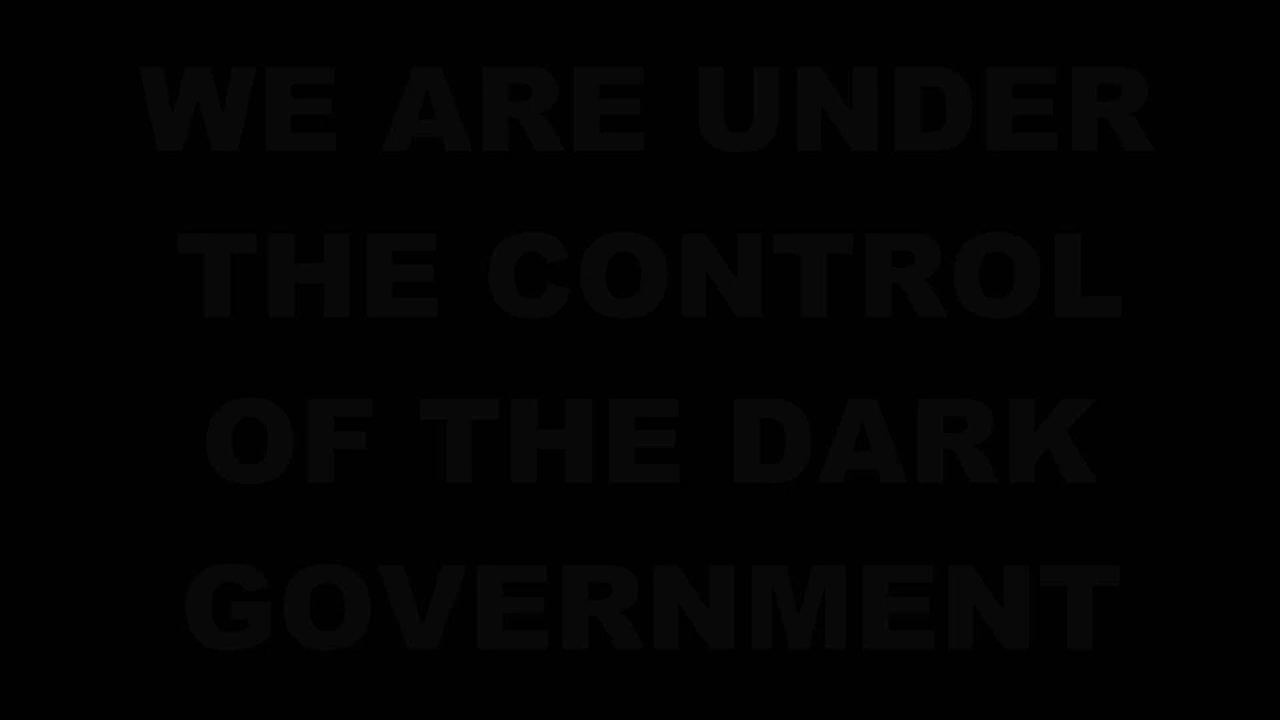 WE ARE UNDER
THE CONTROL
OF THE DARK
GOVERNMENT